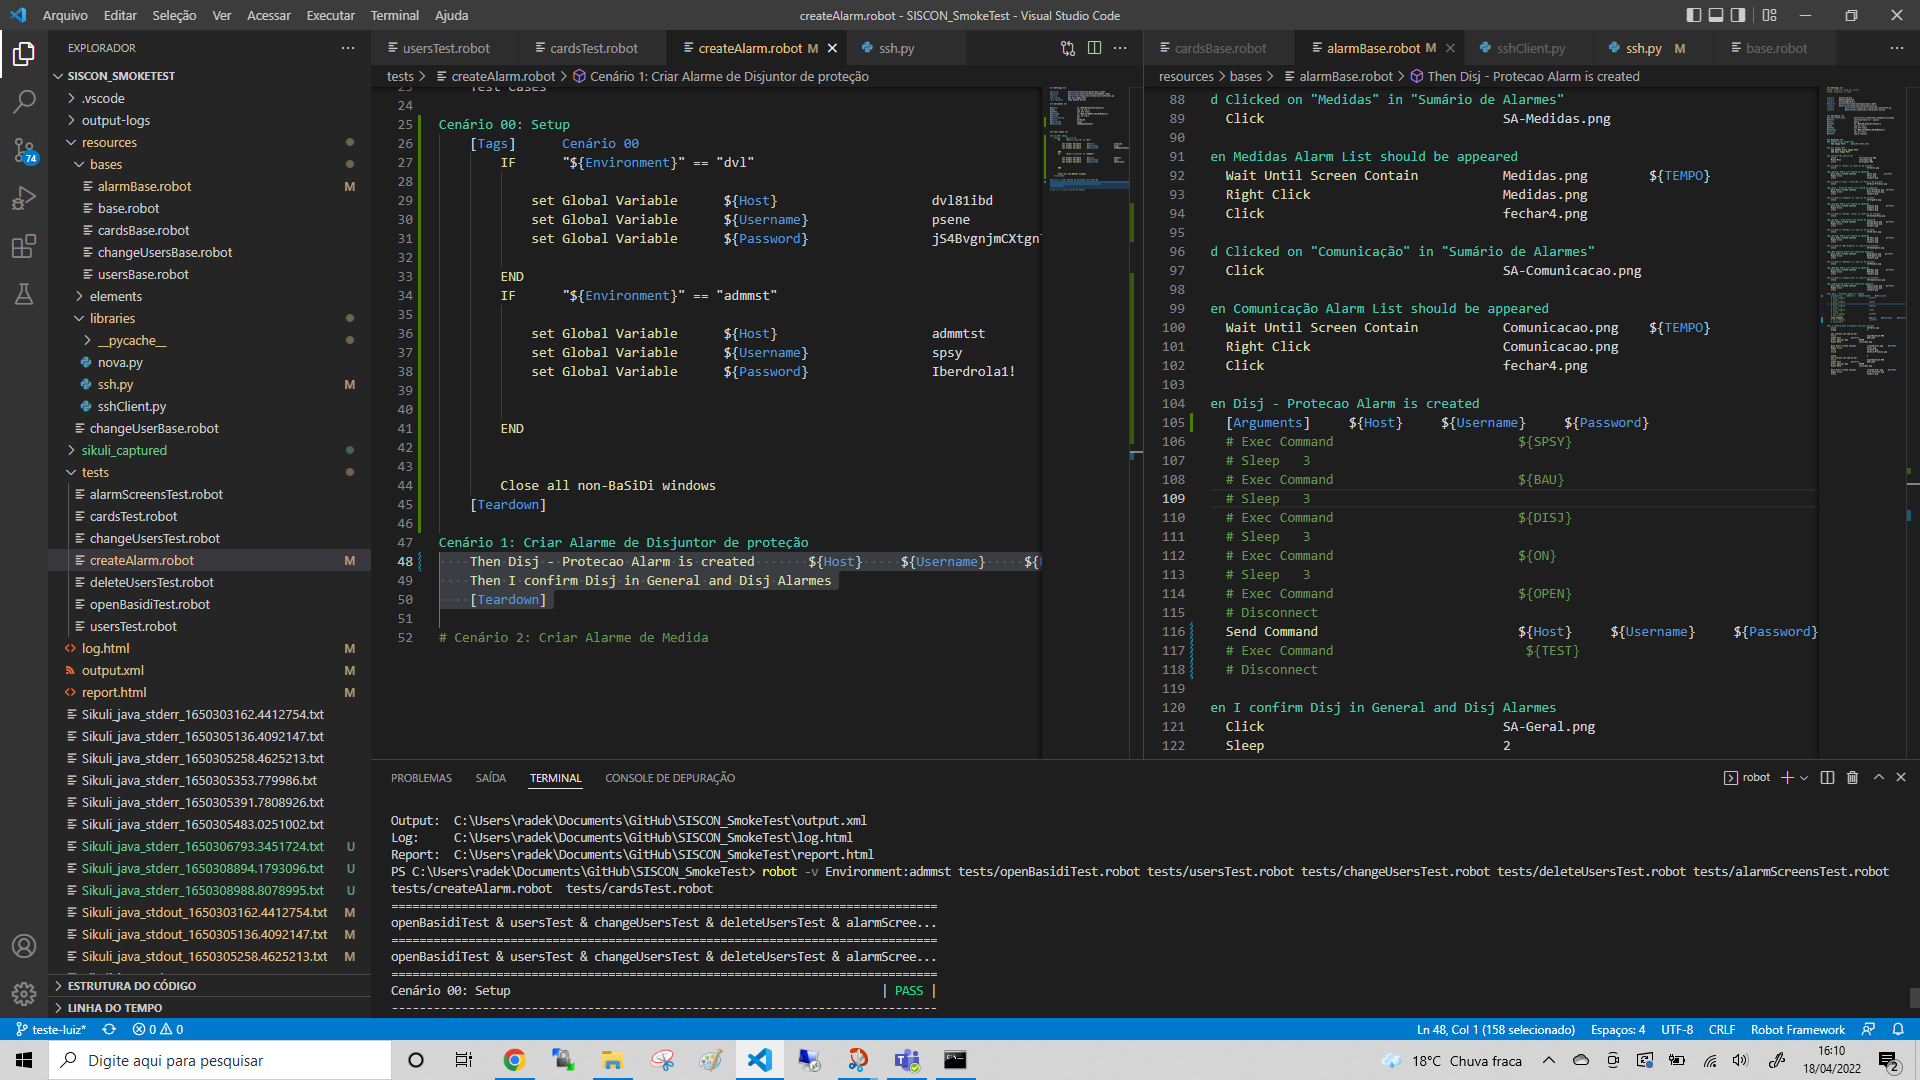 Arquivo Editar Seleção Ver Acessar Executar Terminal Ajuda
createAlarm.robot - SISCON_SmokeTest - Visual Studio Code
EXPLORADOR
SISCON_SMOKETEST
.vscode
output-logs
resources
bases
alarmBase.robot M
base.robot
cardsBase.robot
changeUsersBase.robot
usersBase.robot
elements
libraries
__pycache__
nova.py
ssh.py M
sshClient.py
changeUserBase.robot
sikuli_captured
tests
alarmScreensTest.robot
cardsTest.robot
changeUsersTest.robot
createAlarm.robot M
deleteUsersTest.robot
openBasidiTest.robot
usersTest.robot
log.html M
output.xml M
report.html M
Sikuli_java_stderr_1650303162.4412754.txt
Sikuli_java_stderr_1650305136.4092147.txt
Sikuli_java_stderr_1650305258.4625213.txt
Sikuli_java_stderr_1650305353.779986.txt
Sikuli_java_stderr_1650305391.7808926.txt
Sikuli_java_stderr_1650305483.0251002.txt
Sikuli_java_stderr_1650306793.3451724.txt U
Sikuli_java_stderr_1650308894.1793096.txt U
Sikuli_java_stderr_1650308988.8078995.txt U
Sikuli_java_stdout_1650303162.4412754.txt M
Sikuli_java_stdout_1650305136.4092147.txt M
Sikuli_java_stdout_1650305258.4625213.txt M
ESTRUTURA DO CÓDIGO
LINHA DO TEMPO
74
usersTest.robot cardsTest.robot createAlarm.robot M ssh.py
tests > createAlarm.robot > Cenário 1: Criar Alarme de Disjuntor de proteção
23 Test Cases
24
25 Cenário 00: Setup
26 [Tags] Cenário 00
27 IF "${Environment}" == "dvl"
28
29 set Global Variable ${Host} dvl81ibd
30 set Global Variable ${Username} psene
31 set Global Variable ${Password} jS4BvgnjmCXtgn
32
33 END
34 IF "${Environment}" == "admmst"
35
36 set Global Variable ${Host} admmtst
37 set Global Variable ${Username} spsy
38 set Global Variable ${Password} Iberdrola1!
39
40
41 END
42
43
44 Close all non-BaSiDi windows
45 [Teardown]
46
47 Cenário 1: Criar Alarme de Disjuntor de proteção
48 Then Disj - Protecao Alarm is created ${Host} ${Username} ${
49 Then I confirm Disj in General and Disj Alarmes
50 [Teardown]
51
52 # Cenário 2: Criar Alarme de Medida
cardsBase.robot alarmBase.robot M sshClient.py ssh.py M base.robot
resources > bases > alarmBase.robot > Then Disj - Protecao Alarm is created
88 d Clicked on "Medidas" in "Sumário de Alarmes"
89 Click SA-Medidas.png
90
91 en Medidas Alarm List should be appeared
92 Wait Until Screen Contain Medidas.png ${TEMPO}
93 Right Click Medidas.png
94 Click fechar4.png
95
96 d Clicked on "Comunicação" in "Sumário de Alarmes"
97 Click SA-Comunicacao.png
98
99 en Comunicação Alarm List should be appeared
100 Wait Until Screen Contain Comunicacao.png ${TEMPO}
101 Right Click Comunicacao.png
102 Click fechar4.png
103
104 en Disj - Protecao Alarm is created
105 [Arguments] ${Host} ${Username} ${Password}
106 # Exec Command ${SPSY}
107 # Sleep 3
108 # Exec Command ${BAU}
109 # Sleep 3
110 # Exec Command ${DISJ}
111 # Sleep 3
112 # Exec Command ${ON}
113 # Sleep 3
114 # Exec Command ${OPEN}
115 # Disconnect
116 Send Command ${Host} ${Username} ${Password}
117 # Exec Command ${TEST}
118 # Disconnect
119
120 en I confirm Disj in General and Disj Alarmes
121 Click SA-Geral.png
122 Sleep 2
PROBLEMAS SAÍDA TERMINAL CONSOLE DE DEPURAÇÃO
robot
Output: C:\Users\radek\Documents\GitHub\SISCON_SmokeTest\output.xml
Log: C:\Users\radek\Documents\GitHub\SISCON_SmokeTest\log.html
Report: C:\Users\radek\Documents\GitHub\SISCON_SmokeTest\report.html
PS C:\Users\radek\Documents\GitHub\SISCON_SmokeTest> robot -v Environment:admmst tests/openBasidiTest.robot tests/usersTest.robot tests/changeUsersTest.robot tests/deleteUsersTest.robot tests/alarmScreensTest.robot
tests/createAlarm.robot tests/cardsTest.robot
==============================================================================
openBasidiTest & usersTest & changeUsersTest & deleteUsersTest & alarmScree...
==============================================================================
openBasidiTest & usersTest & changeUsersTest & deleteUsersTest & alarmScree...
==============================================================================
Cenário 00: Setup | PASS |
------------------------------------------------------------------------------
teste-luiz* 0 0
Ln 48, Col 1 (158 selecionado) Espaços: 4 UTF-8 CRLF Robot Framework
Digite aqui para pesquisar
18°C Chuva fraca
16:10
18/04/2022
2